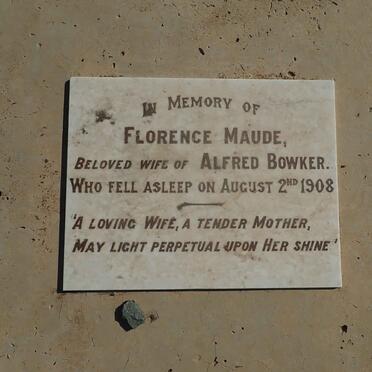 In Memory of
Florence Maude,
Beloved wife of Alfred Bowker.
Who fell asleep on August 2nd 1908
'A loving Wife, a tender Mother,
May light perpetual upon Her shine'